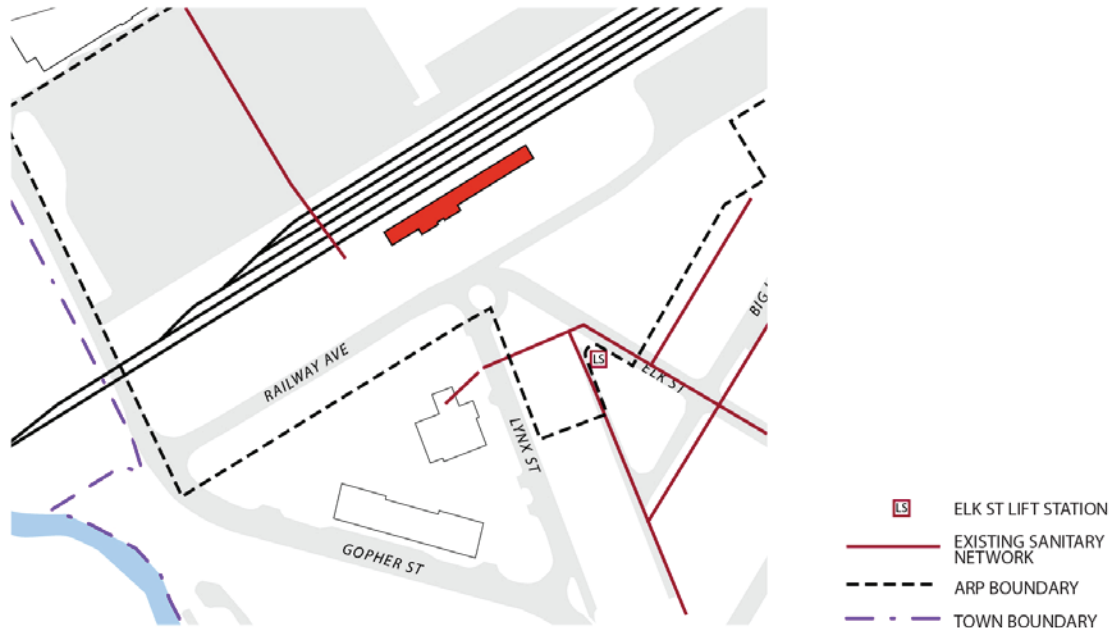 RAILWAY AVE
BIG
LS
ELK ST
LYNX ST
GOPHER ST
LS ELK ST LIFT STATION
EXISTING SANITARY
NETWORK
ARP BOUNDARY
TOWN BOUNDARY